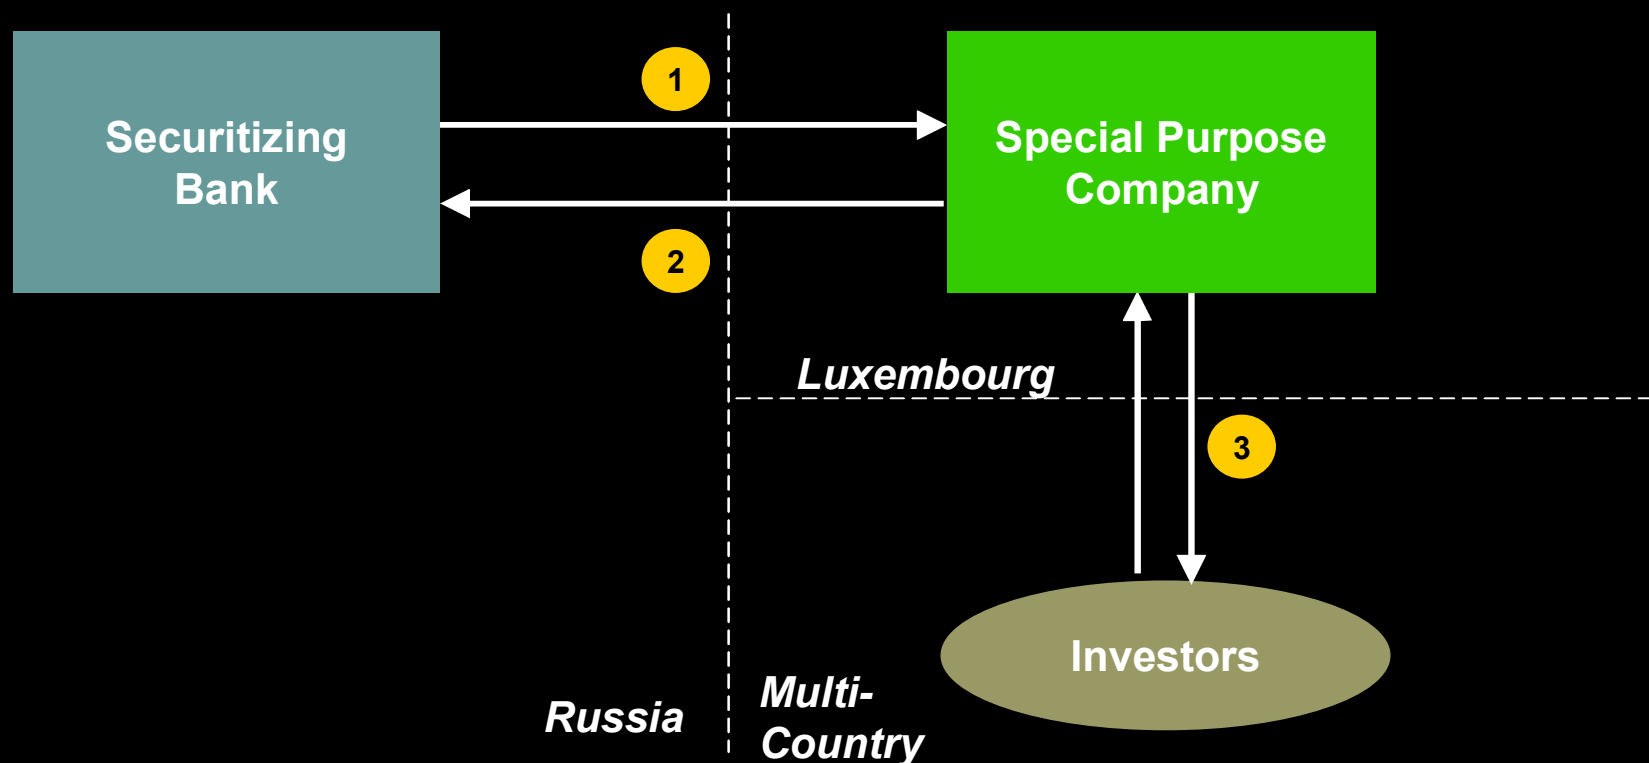 1
Securitizing
Bank
Special Purpose
Company
2
Luxembourg
3
Investors
Russia
Multi-
Country